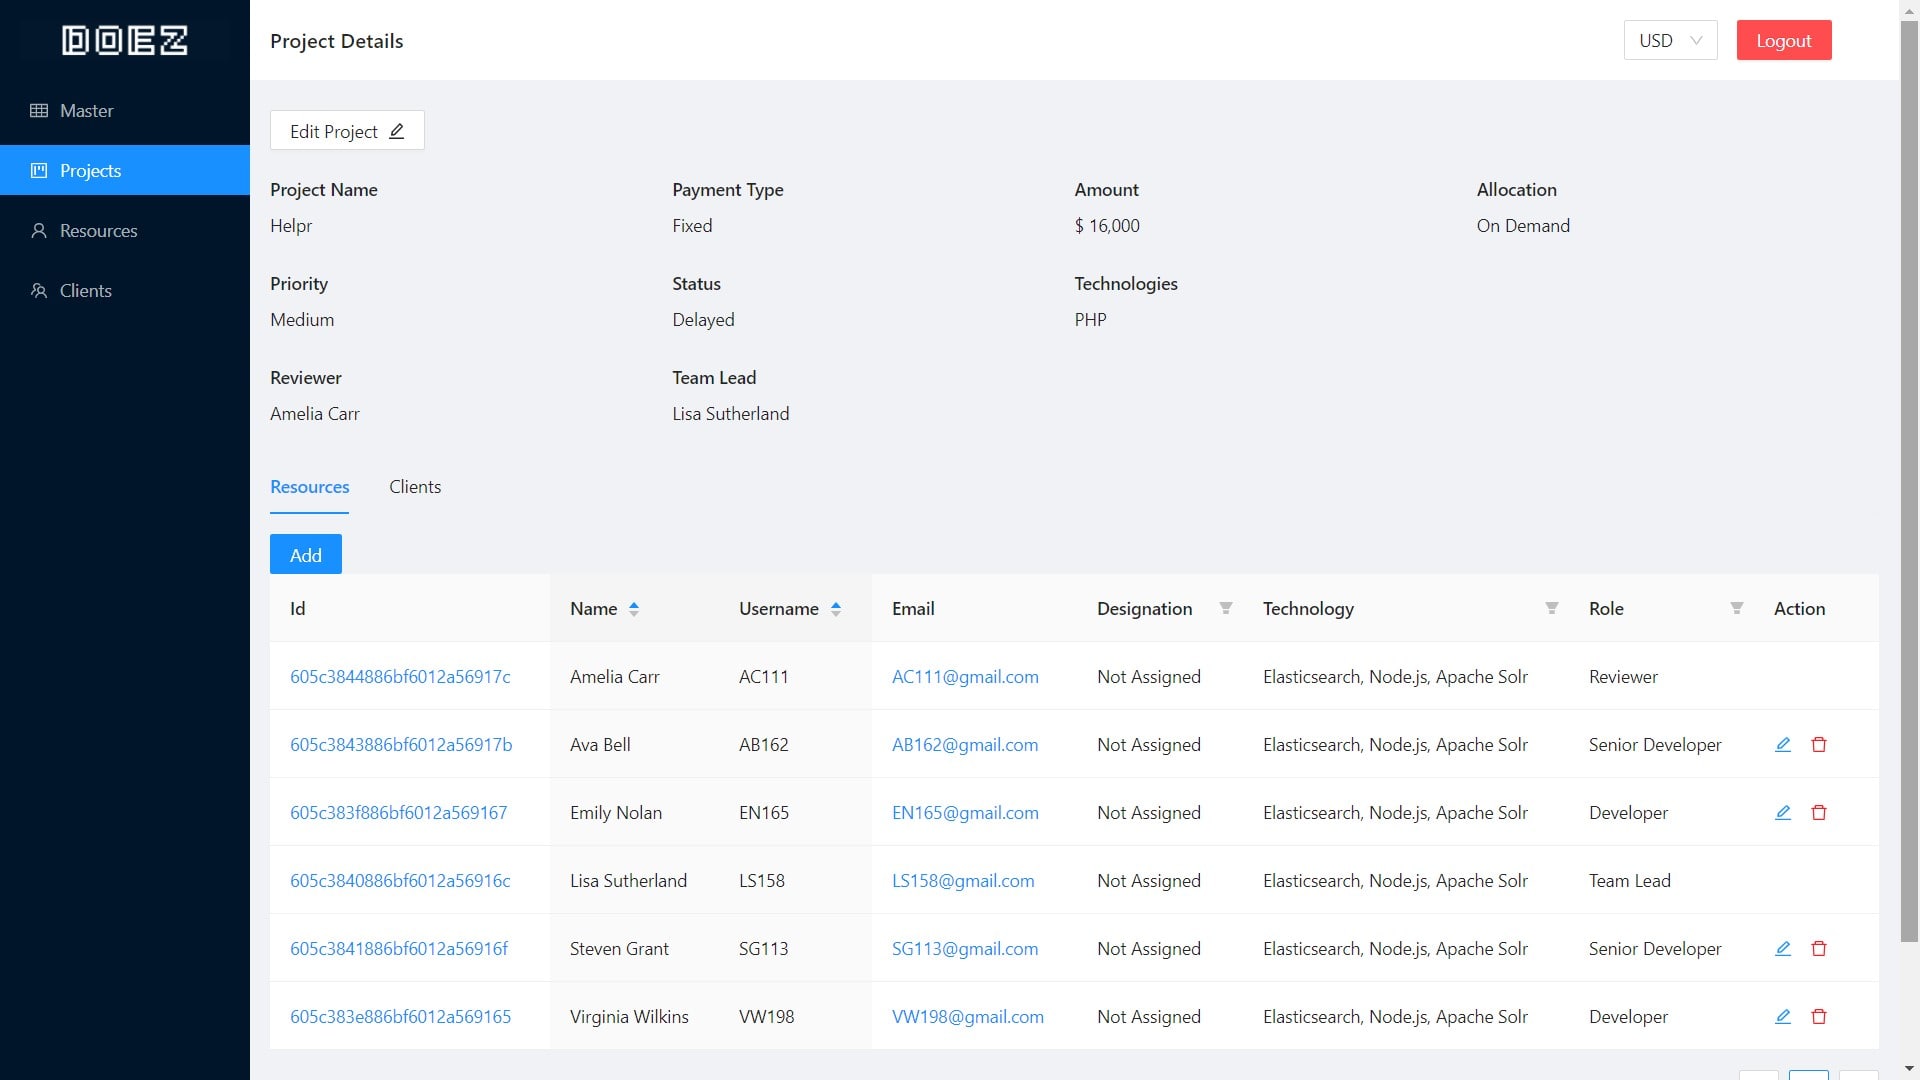 DOEZ
Project Details
USD
Logout
Master
Projects
Resources
Clients
Edit Project
Project Name
Payment Type
Amount
Allocation
Helpr
Fixed
$ 16,000
On Demand
Priority
Status
Technologies
Medium
Delayed
PHP
Reviewer
Team Lead
Amelia Carr
Lisa Sutherland
Resources
Clients
Add
Id Name Username Email Designation Technology Role Action
605c3844886bf6012a56917c Amelia Carr AC111 AC111@gmail.com Not Assigned Elasticsearch, Node.js, Apache Solr Reviewer
605c3843886bf6012a56917b Ava Bell AB162 AB162@gmail.com Not Assigned Elasticsearch, Node.js, Apache Solr Senior Developer
605c383f886bf6012a569167 Emily Nolan EN165 EN165@gmail.com Not Assigned Elasticsearch, Node.js, Apache Solr Developer
605c3840886bf6012a56916c Lisa Sutherland LS158 LS158@gmail.com Not Assigned Elasticsearch, Node.js, Apache Solr Team Lead
605c3841886bf6012a56916f Steven Grant SG113 SG113@gmail.com Not Assigned Elasticsearch, Node.js, Apache Solr Senior Developer
605c383e886bf6012a569165 Virginia Wilkins VW198 VW198@gmail.com Not Assigned Elasticsearch, Node.js, Apache Solr Developer